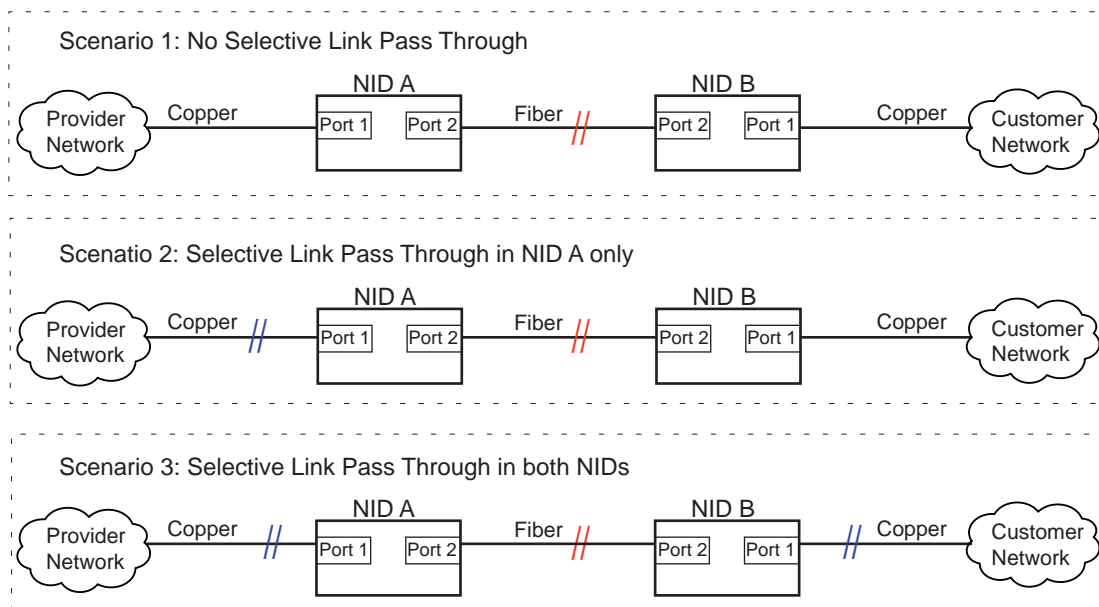 Scenario 1: No Selective Link Pass Through
NID A
NID B
Provider
Network
Copper
Port 1
Port 2
Fiber
Port 2
Port 1
Copper
Customer
Network
Scenatio 2: Selective Link Pass Through in NID A only
NID A
NID B
Provider
Network
Copper
Port 1
Port 2
Fiber
Port 2
Port 1
Copper
Customer
Network
Scenario 3: Selective Link Pass Through in both NIDs
NID A
NID B
Provider
Network
Copper
Port 1
Port 2
Fiber
Port 2
Port 1
Copper
Customer
Network